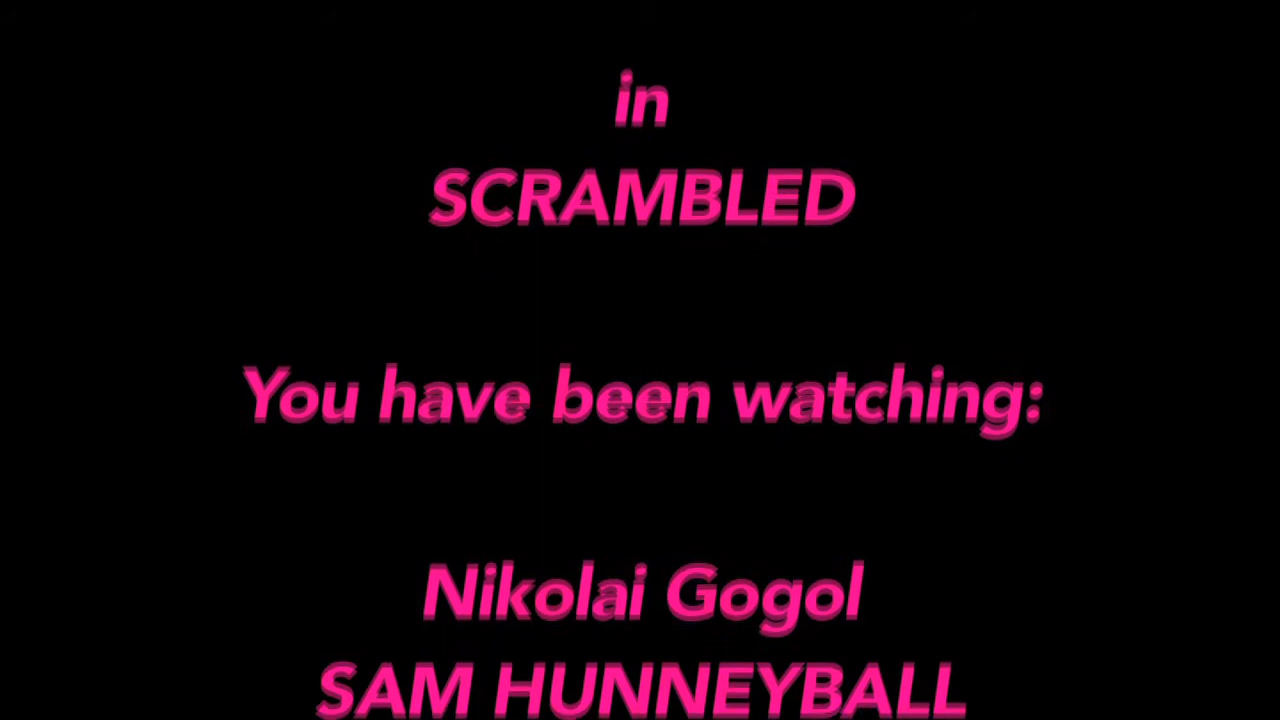 in
SCRAMBLED
You have been watching:
Nikolai Gogol
SAM HUNNEYBALL